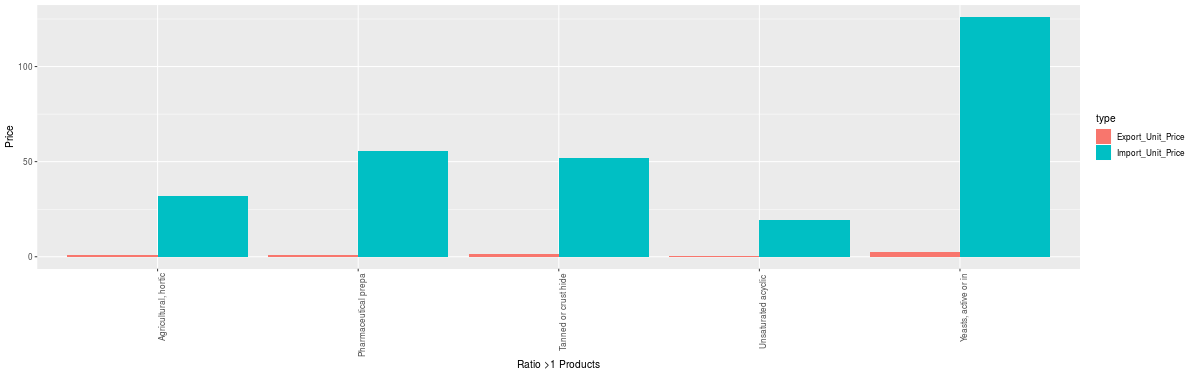 Price
100
50
0
Agricultural, hortic
Pharmaceutical prepa
Tanned or crust hide
Unsaturated acyclic
Yeasts, active or in
Ratio >1 Products
type
Export_Unit_Price
Import_Unit_Price